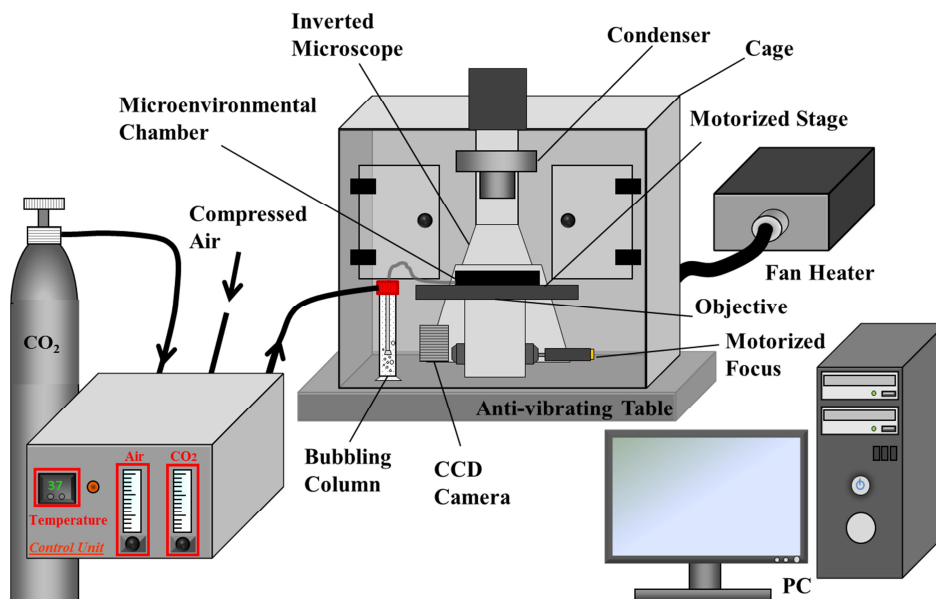 Inverted
Microscope
Condenser
Cage
Microenvironmental
Chamber
Motorized Stage
Compressed
Air
Fan Heater
Objective
CO₂
Motorized
Focus
Anti-vibrating Table
Bubbling
Column
CCD
Camera
Air
CO₂
37
Temperature
Control Unit
PC